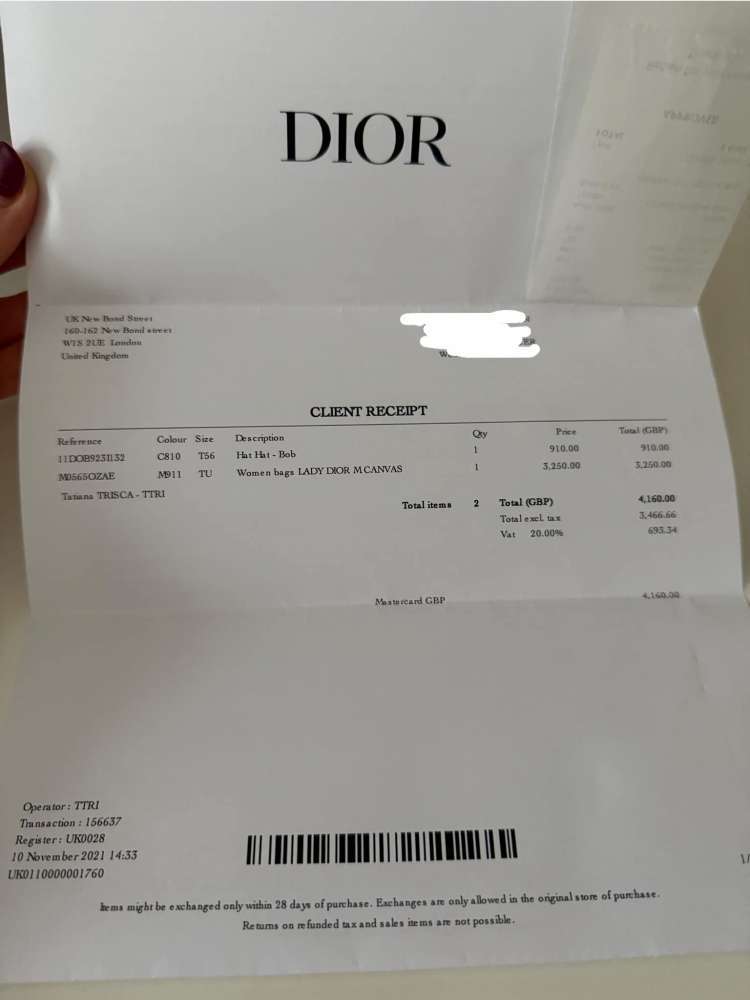 DIOR
UK New Bond Street
160-162 New Bond street
W1S 2UE London
United Kingdom
CLIENT RECEIPT
Reference Colour Size Description Qty Price Total (GBP)
11DOB923I132 C810 T56 Hat Hat - Bob 1 910.00 910.00
M0565OZAE M911 TU Women bags LADY DIOR M CANVAS 1 3,250.00 3,250.00
Tatiana TRISCA - TTRI
Total items 2 Total (GBP) 4,160.00
Total excl. tax 3,466.66
Vat 20.00% 693.34
Mastercard GBP 4,160.00
Operator : TTRI
Transaction : 156637
Register : UK0028
10 November 2021 14:33
UK0110000001760
Items might be exchanged only within 28 days of purchase. Exchanges are only allowed in the original store of purchase.
Returns on refunded tax and sales items are not possible.